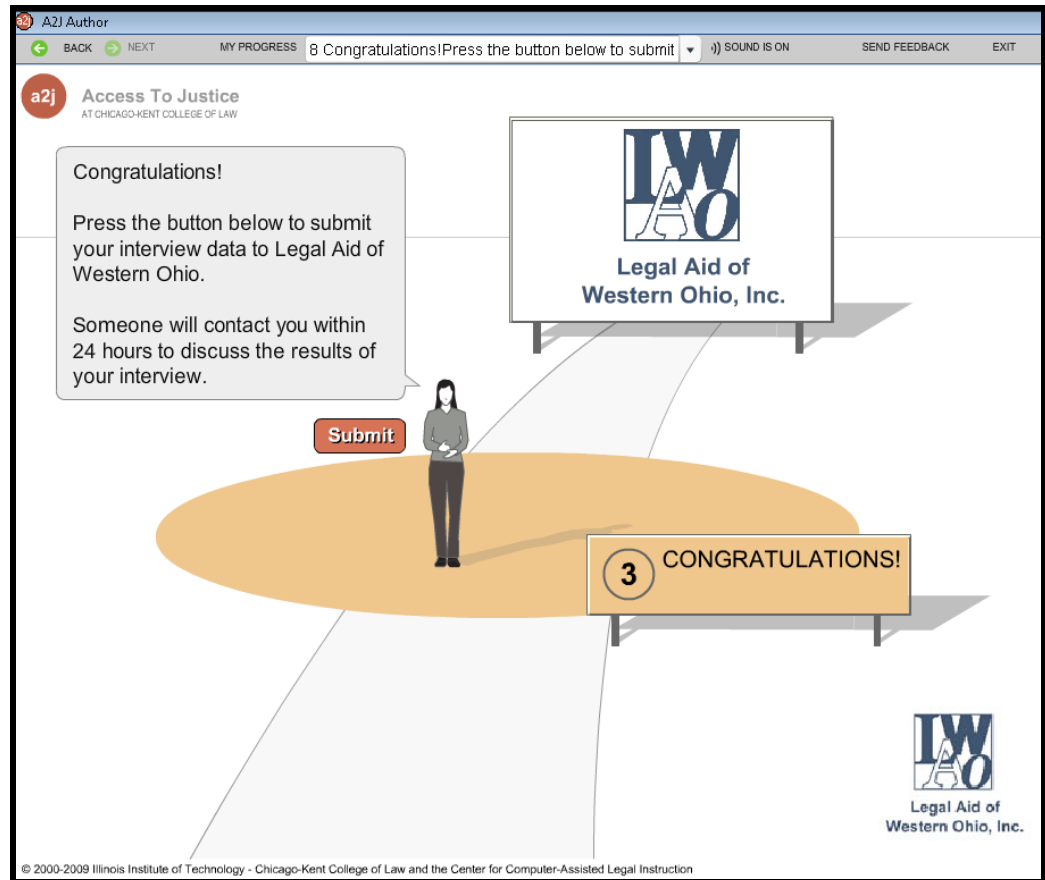 a2j A2J Author
BACK NEXT MY PROGRESS 8 Congratulations!Press the button below to submit SOUND IS ON SEND FEEDBACK EXIT
a2j Access To Justice
AT CHICAGO-KENT COLLEGE OF LAW
Congratulations!
Press the button below to submit
your interview data to Legal Aid of
Western Ohio.
Someone will contact you within
24 hours to discuss the results of
your interview.
Submit
LAWO
Legal Aid of
Western Ohio, Inc.
3 CONGRATULATIONS!
LAWO
Legal Aid of
Western Ohio, Inc.
© 2000-2009 Illinois Institute of Technology - Chicago-Kent College of Law and the Center for Computer-Assisted Legal Instruction